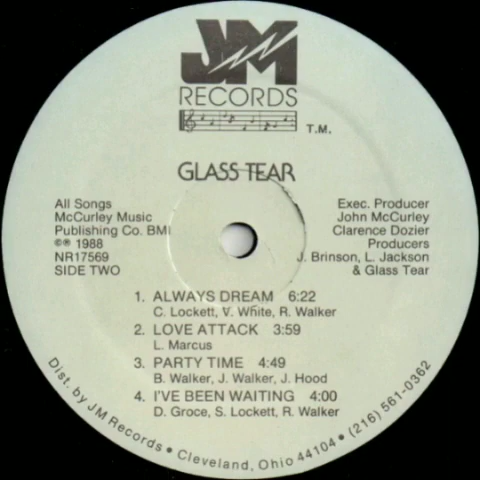 JM
RECORDS
T.M.
GLASS TEAR
All Songs
McCurley Music
Publishing Co. BMI
©℗ 1988
NR17569
SIDE TWO
Exec. Producer
John McCurley
Clarence Dozier
Producers
J. Brinson, L. Jackson
& Glass Tear
1. ALWAYS DREAM 6:22
C. Lockett, V. White, R. Walker
2. LOVE ATTACK 3:59
L. Marcus
3. PARTY TIME 4:49
B. Walker, J. Walker, J. Hood
4. I'VE BEEN WAITING 4:00
D. Groce, S. Lockett, R. Walker
Dist. by JM Records • Cleveland, Ohio 44104 • (216) 561-0362